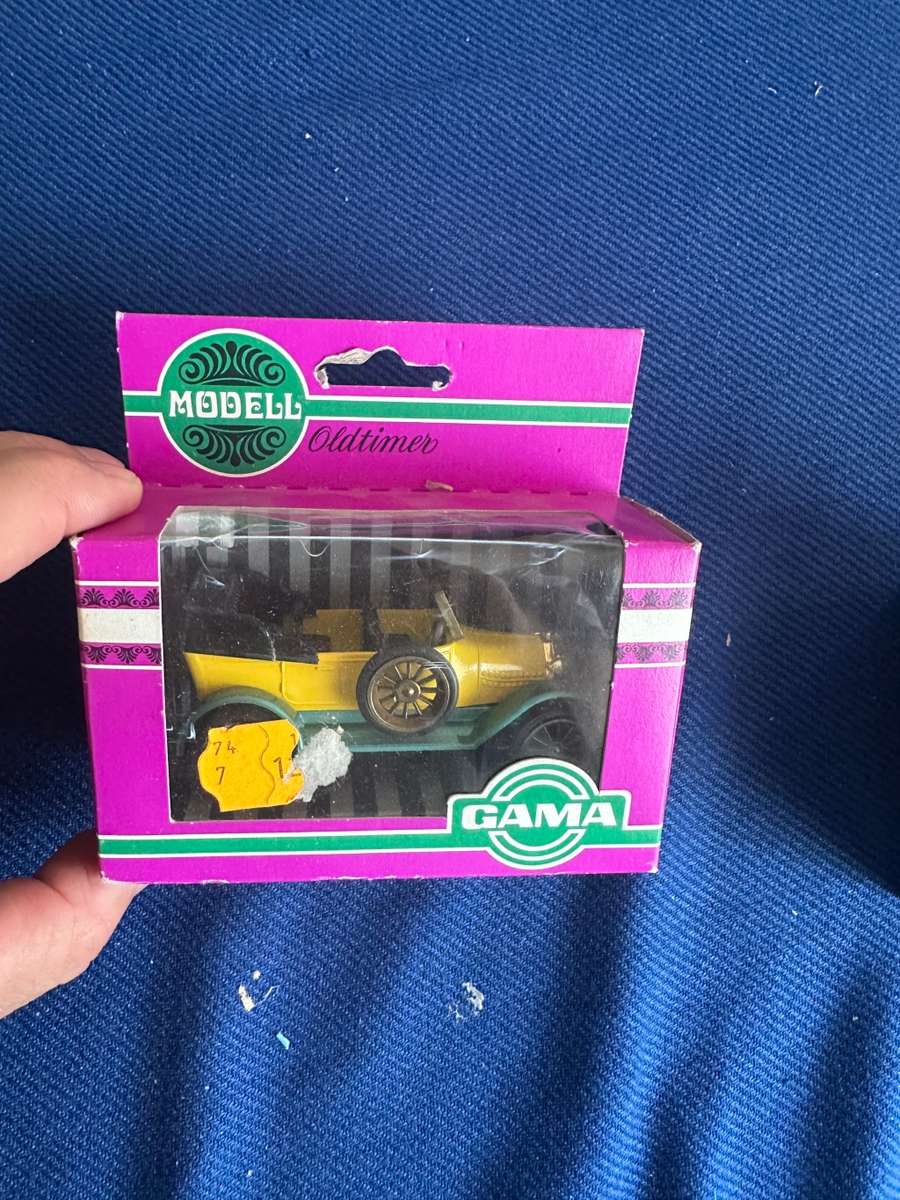 MODELL
Oldtimer
74
7
GAMA